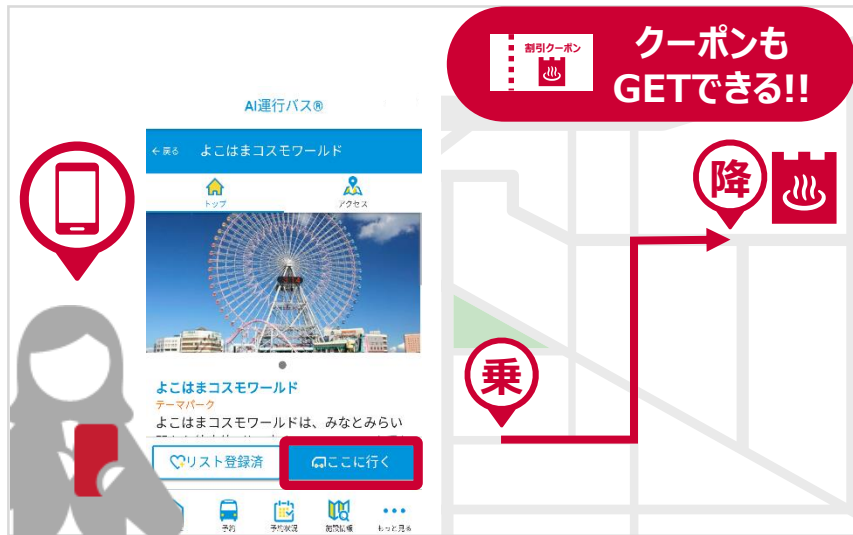 割引クーポン
クーポンも
GETできる!!
AI運行バス®
←戻る よこはまコスモワールド
トップ アクセス
降
乗
よこはまコスモワールド
テーマパーク
よこはまコスモワールドは、みなとみらい
リスト登録済 ここに行く
予約 予約状況 施設情報 もっと見る